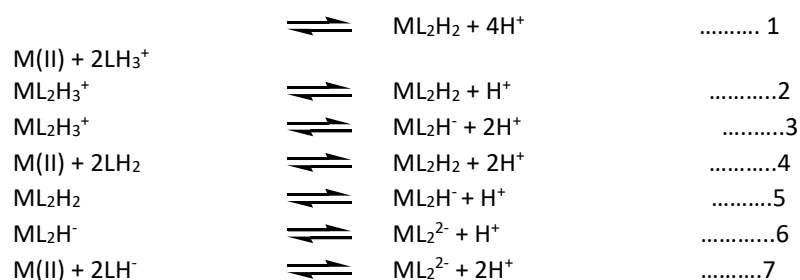 ⇌ ML₂H₂ + 4H⁺ .......... 1
M(II) + 2LH₃⁺
ML₂H₃⁺ ⇌ ML₂H₂ + H⁺ ...........2
ML₂H₃⁺ ⇌ ML₂H⁻ + 2H⁺ ..........3
M(II) + 2LH₂ ⇌ ML₂H₂ + 2H⁺ ...........4
ML₂H₂ ⇌ ML₂H⁻ + H⁺ ..........5
ML₂H⁻ ⇌ ML₂²⁻ + H⁺ ............6
M(II) + 2LH⁻ ⇌ ML₂²⁻ + 2H⁺ ...........7